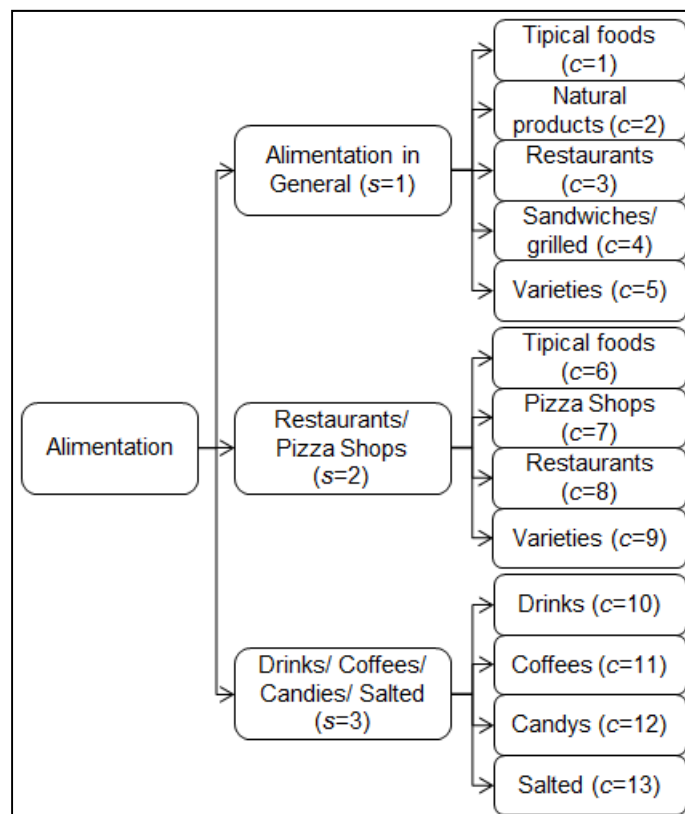 Tipical foods
(c=1)
Natural
products (c=2)
Alimentation in
General (s=1)
Restaurants
(c=3)
Sandwiches/
grilled (c=4)
Varieties (c=5)
Tipical foods
(c=6)
Alimentation
Restaurants/
Pizza Shops
(s=2)
Pizza Shops
(c=7)
Restaurants
(c=8)
Varieties (c=9)
Drinks (c=10)
Drinks/ Coffees/
Candies/ Salted
(s=3)
Coffees (c=11)
Candys (c=12)
Salted (c=13)